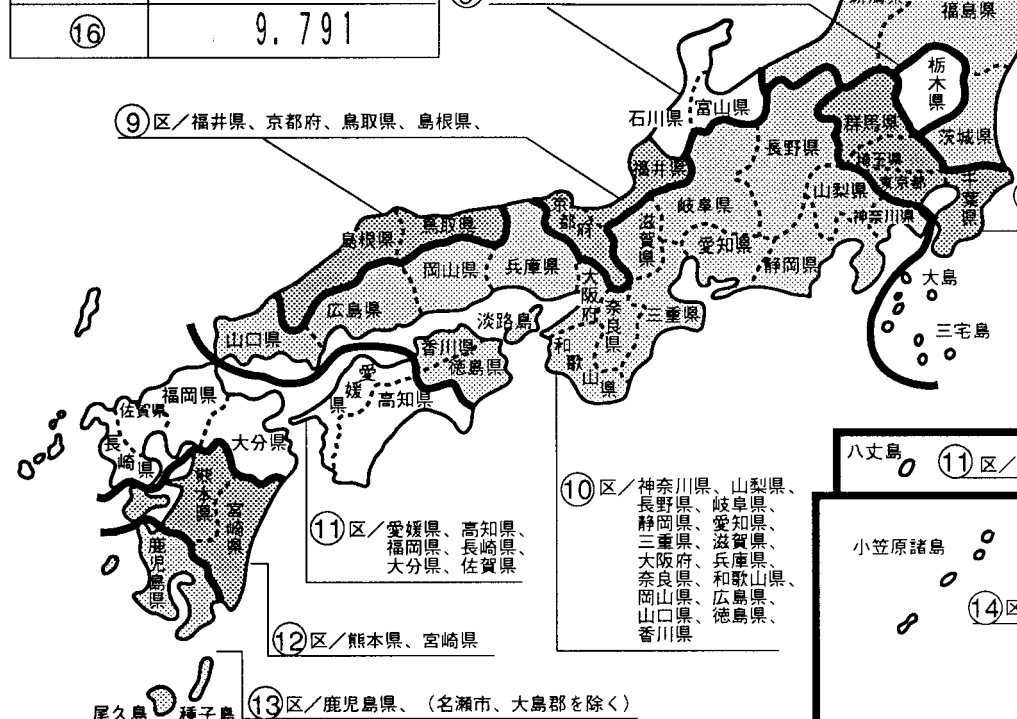 ⑯ 9.791
福島県
栃木県
⑨区/福井県、京都府、鳥取県、島根県、
石川県
富山県
群馬県
茨城県
長野県
福井県
埼玉県
東京都
千葉県
山梨県
京都府
岐阜県
神奈川県
滋賀県
鳥取県
島根県
愛知県
静岡県
岡山県
兵庫県
大阪府
奈良県
大島
広島県
三重県
淡路島
三宅島
山口県
香川県
徳島県
和歌山県
愛媛県
高知県
福岡県
佐賀県
大分県
長崎県
八丈島
⑪区/
熊本県
宮崎県
⑩区/神奈川県、山梨県、
長野県、岐阜県、
静岡県、愛知県、
三重県、滋賀県、
大阪府、兵庫県、
奈良県、和歌山県、
岡山県、広島県、
山口県、徳島県、
香川県
⑪区/愛媛県、高知県、
福岡県、長崎県、
大分県、佐賀県
小笠原諸島
鹿児島県
⑭区
⑫区/熊本県、宮崎県
⑬区/鹿児島県、(名瀬市、大島郡を除く)
尾久島
種子島